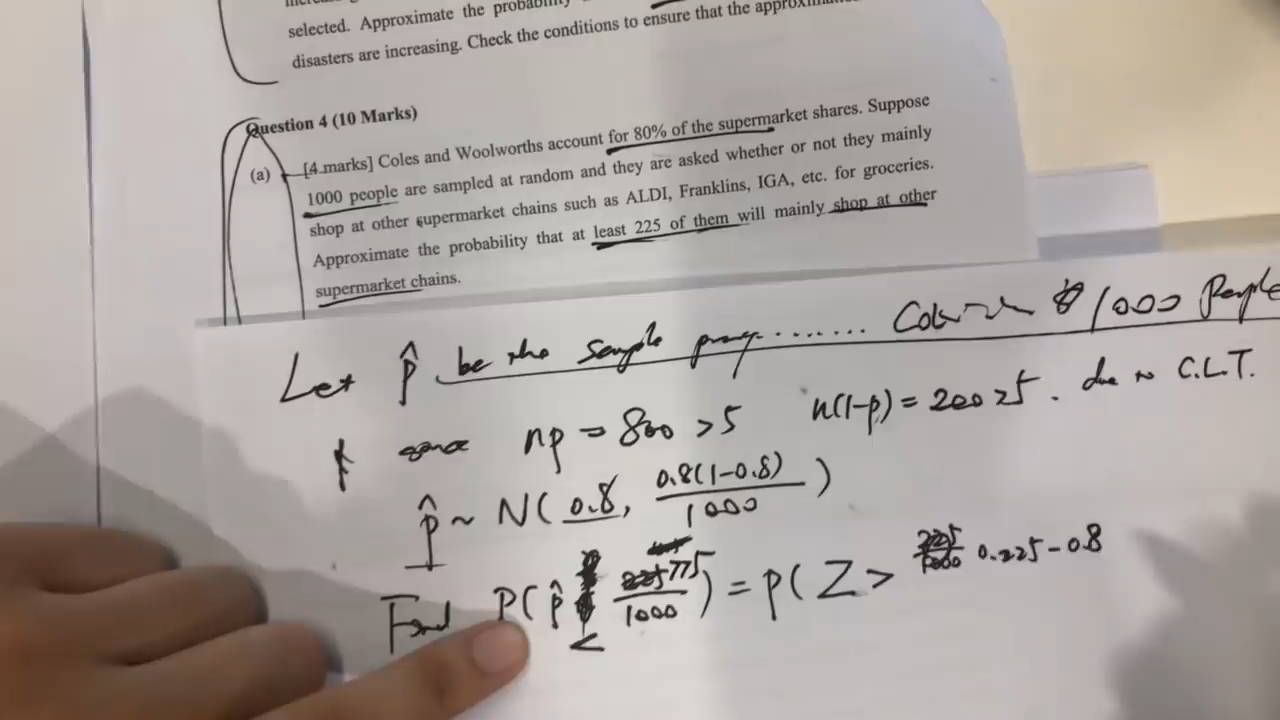 selected. Approximate the probability
disasters are increasing. Check the conditions to ensure that the
Question 4 (10 Marks)
(a) [4 marks] Coles and Woolworths account for 80% of the supermarket shares. Suppose
1000 people are sampled at random and they are asked whether or not they mainly
shop at other supermarket chains such as ALDI, Franklins, IGA, etc. for groceries.
Approximate the probability that at least 225 of them will mainly shop at other
supermarket chains.
Let p̂ be the sample ........ 1000 People
since np = 800 >5 n(1-p) = 200 >5. due to C.L.T.
p̂ ~ N( 0.8, 0.8(1-0.8)/1000 )
Find P( p̂ < 775/1000 ) = P( Z > 0.225-0.8